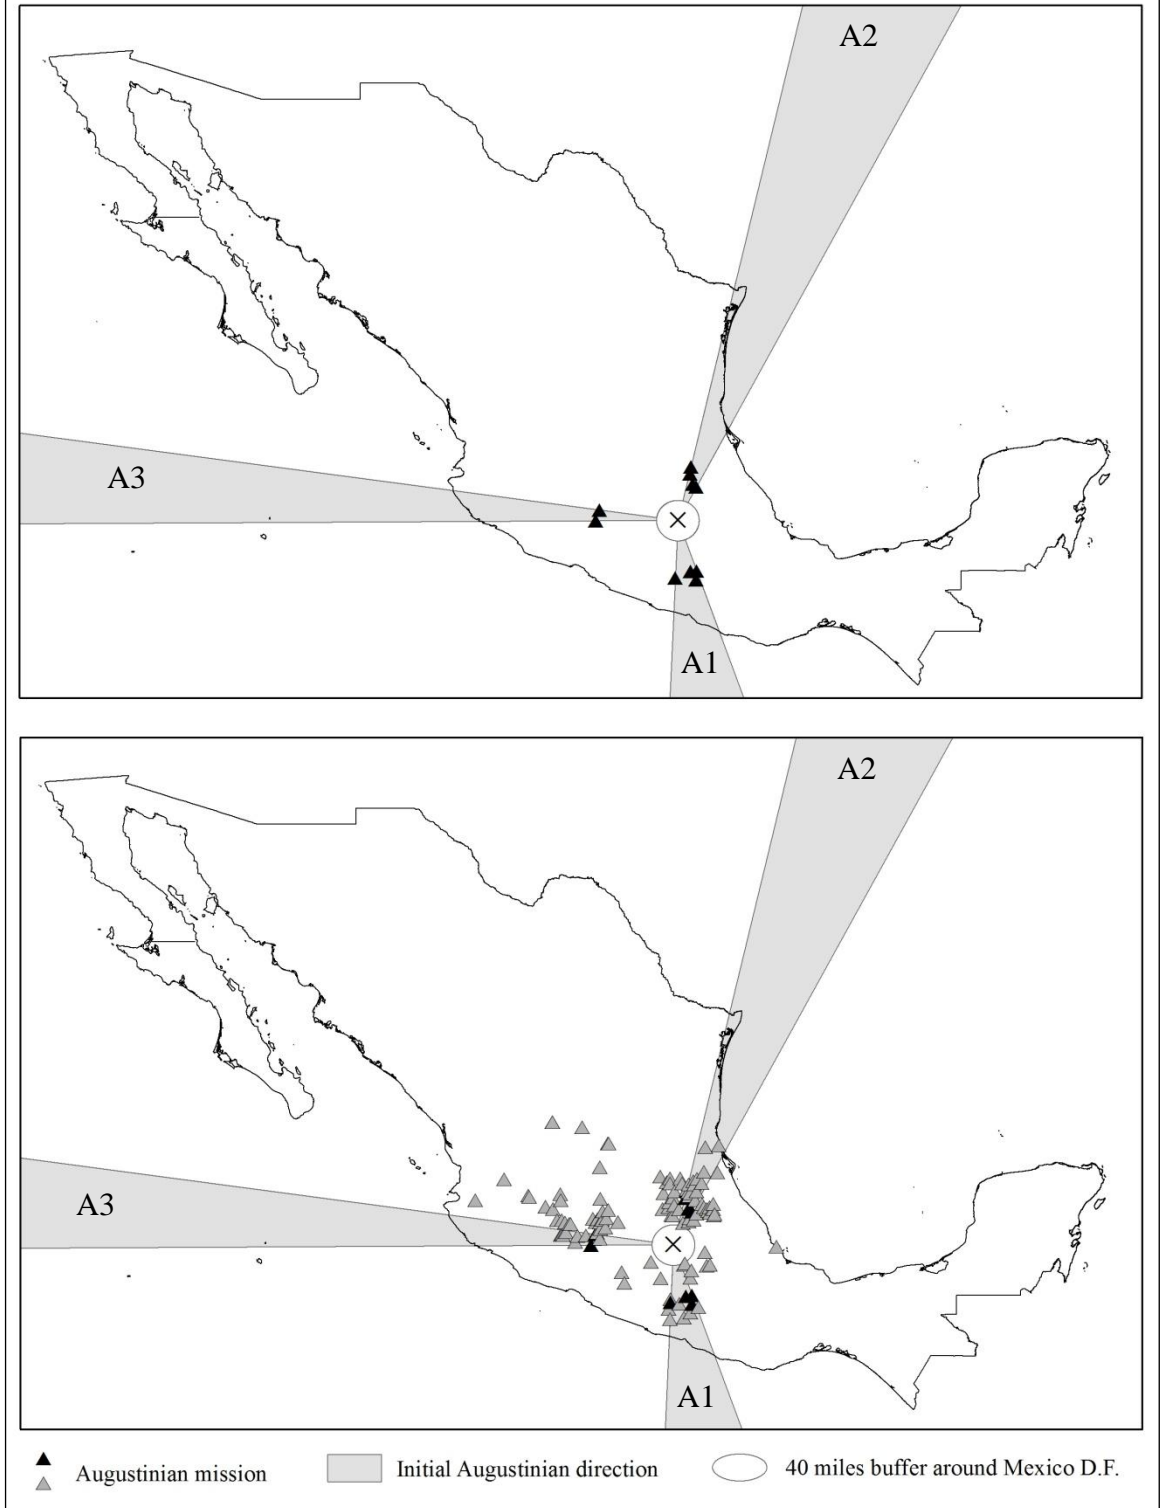 A2
A3
A1
A2
A3
A1
Augustinian mission
Initial Augustinian direction
40 miles buffer around Mexico D.F.